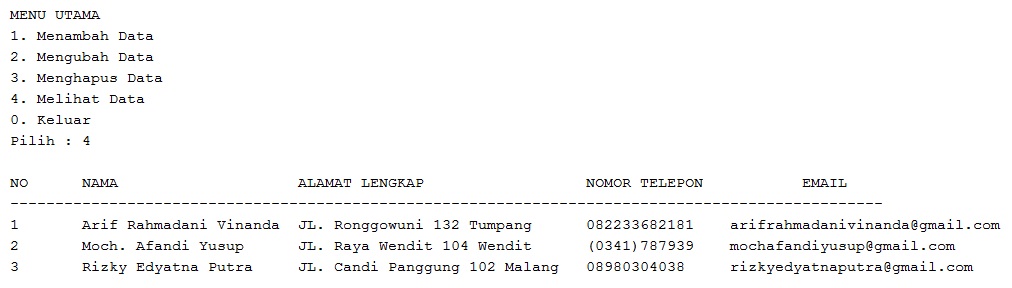 MENU UTAMA
1. Menambah Data
2. Mengubah Data
3. Menghapus Data
4. Melihat Data
0. Keluar
Pilih : 4
NO NAMA ALAMAT LENGKAP NOMOR TELEPON EMAIL
-------------------------------------------------------------------------------------------------
1 Arif Rahmadani Vinanda JL. Ronggowuni 132 Tumpang 082233682181 arifrahmadanivinanda@gmail.com
2 Moch. Afandi Yusup JL. Raya Wendit 104 Wendit (0341)787939 mochafandiyusup@gmail.com
3 Rizky Edyatna Putra JL. Candi Panggung 102 Malang 08980304038 rizkyedyatnaputra@gmail.com